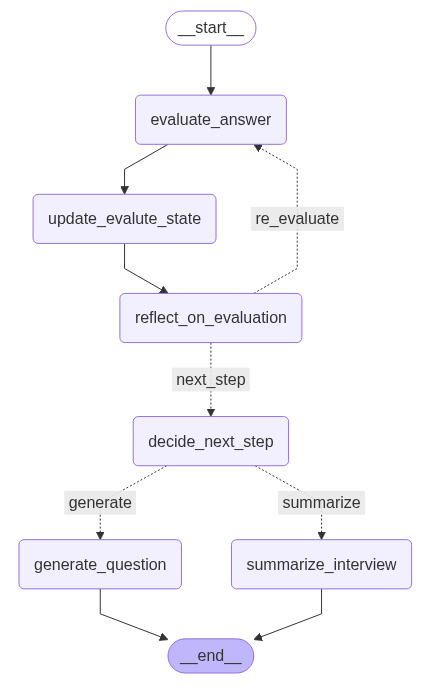 __start__
evaluate_answer
update_evalute_state
re_evaluate
reflect_on_evaluation
next_step
decide_next_step
generate
summarize
generate_question
summarize_interview
__end__